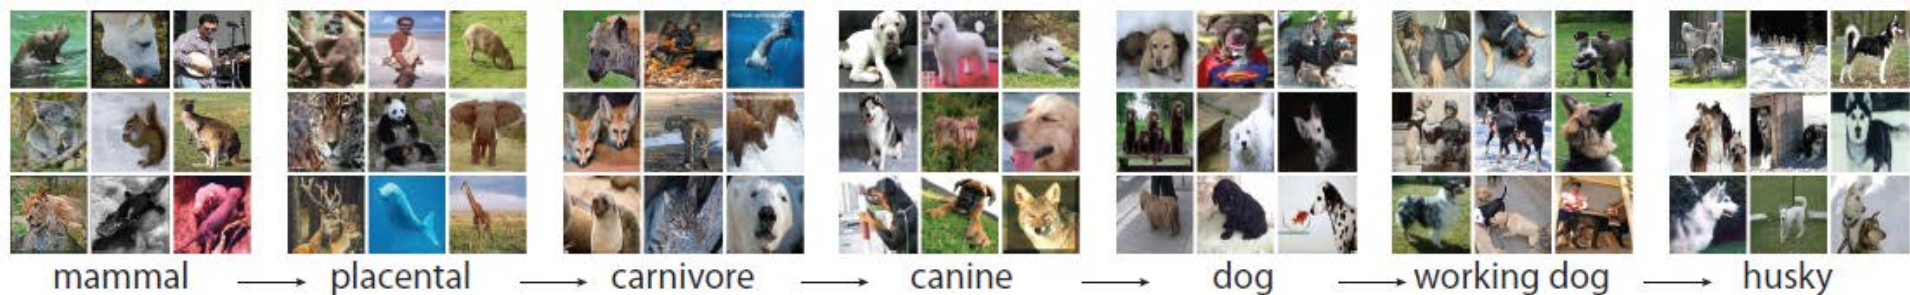 mammal → placental → carnivore → canine → dog → working dog → husky